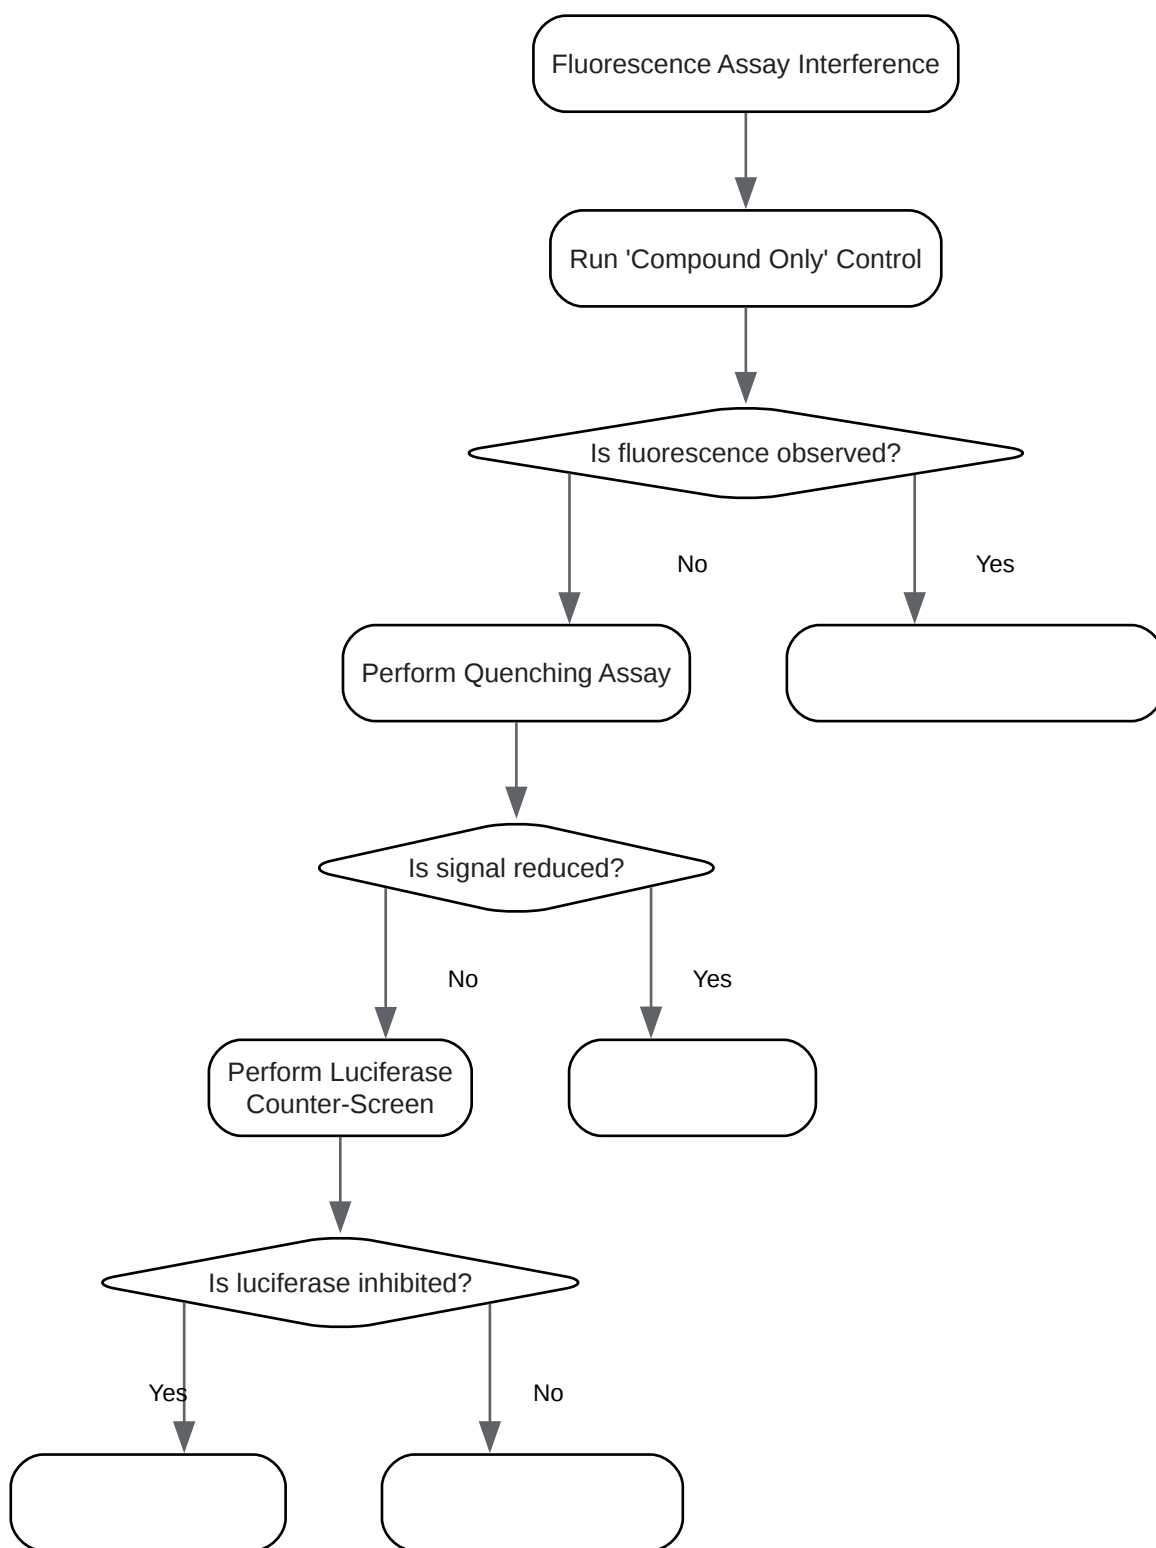 Fluorescence Assay Interference
Run 'Compound Only' Control
Is fluorescence observed?
No
Yes
Perform Quenching Assay
Is signal reduced?
No
Yes
Perform Luciferase
Counter-Screen
Is luciferase inhibited?
Yes
No